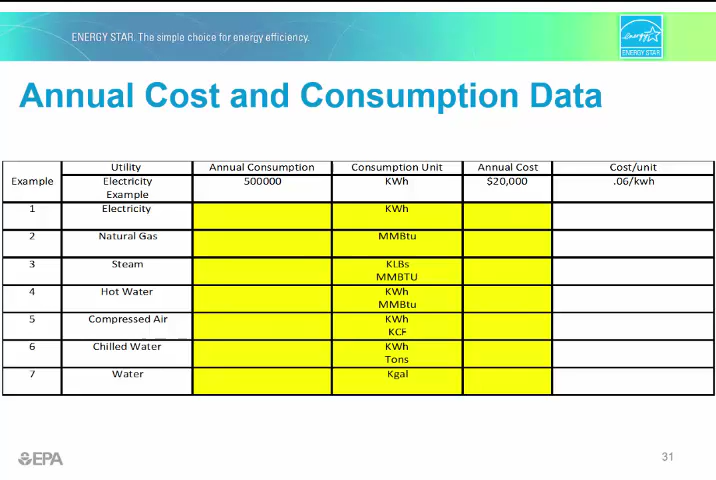 ENERGY STAR. The simple choice for energy efficiency.
energy
ENERGY STAR
Annual Cost and Consumption Data
Utility Annual Consumption Consumption Unit Annual Cost Cost/unit
Example Electricity 500000 KWh $20,000 .06/kwh
Example
1 Electricity KWh
2 Natural Gas MMBtu
3 Steam KLBs
MMBTU
4 Hot Water KWh
MMBtu
5 Compressed Air KWh
KCF
6 Chilled Water KWh
Tons
7 Water Kgal
EPA
31